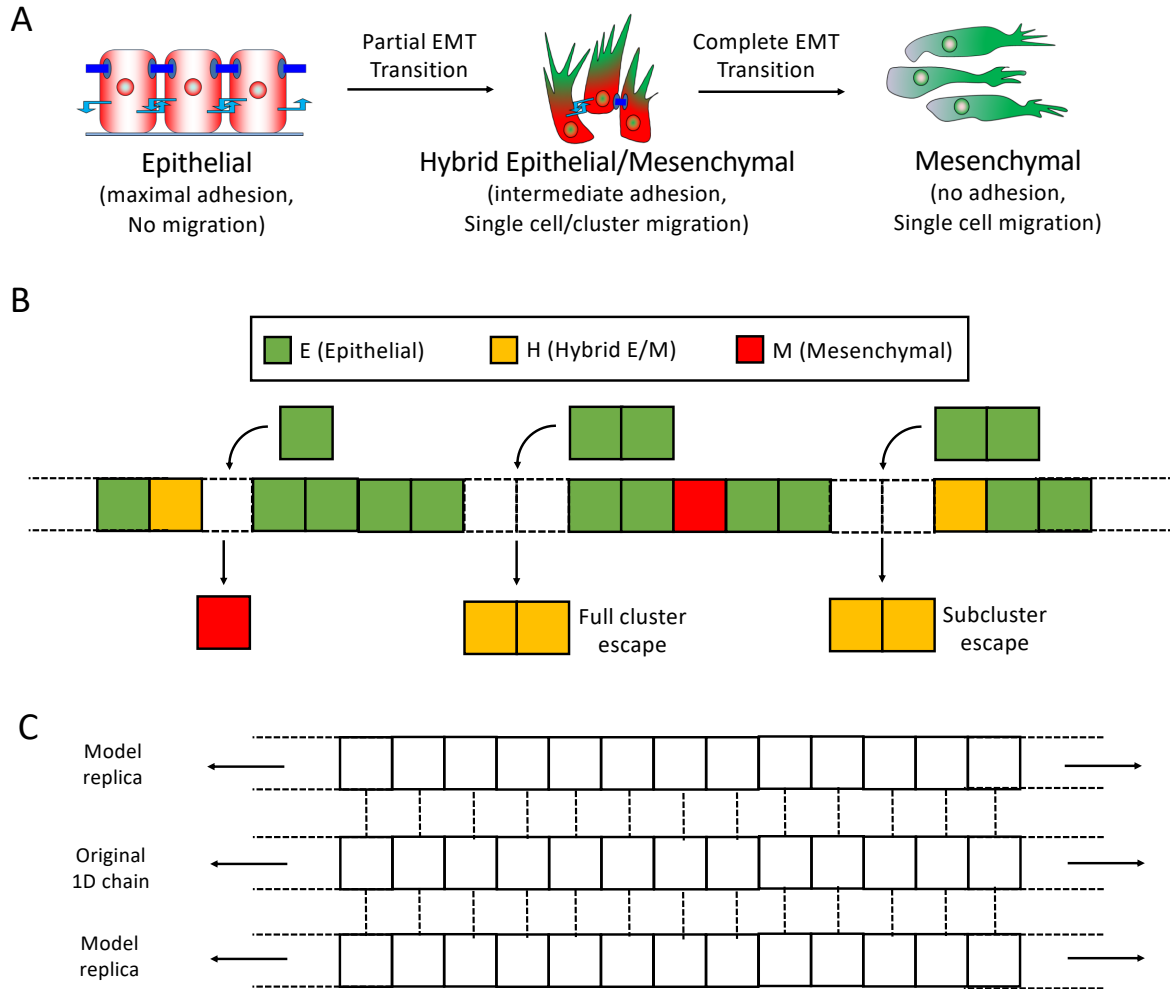 A
Partial EMT
Transition
Complete EMT
Transition
Epithelial
(maximal adhesion,
No migration)
Hybrid Epithelial/Mesenchymal
(intermediate adhesion,
Single cell/cluster migration)
Mesenchymal
(no adhesion,
Single cell migration)
B
E (Epithelial)
H (Hybrid E/M)
M (Mesenchymal)
Full cluster
escape
Subcluster
escape
C
Model
replica
Original
1D chain
Model
replica